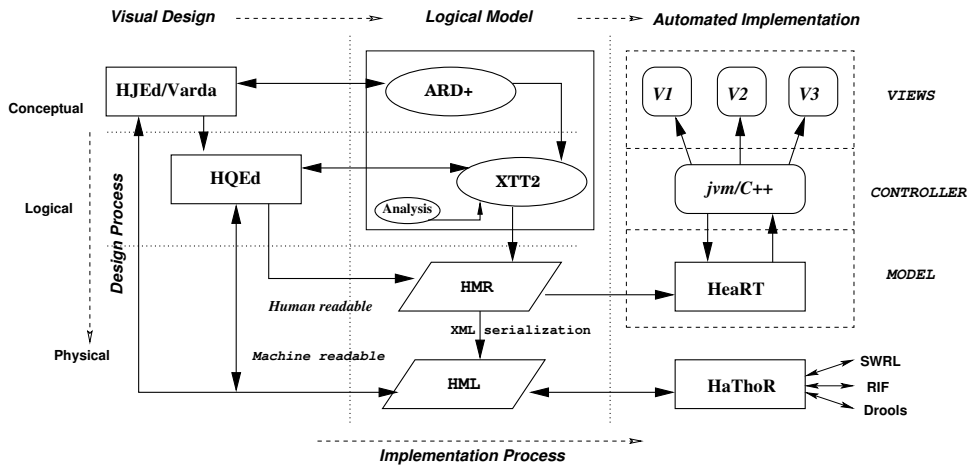 Visual Design
Logical Model
Automated Implementation
HJEd/Varda
ARD+
V1
V2
V3
VIEWS
Conceptual
HQEd
XTT2
jvm/C++
CONTROLLER
Logical
Analysis
Design Process
HMR
HeaRT
MODEL
Human readable
XML serialization
Physical
Machine readable
HML
HaThoR
SWRL
RIF
Drools
Implementation Process